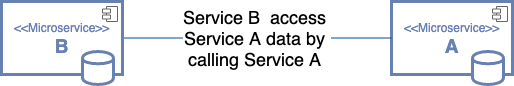 <<Microservice>>
B
Service B access
Service A data by
calling Service A
<<Microservice>>
A